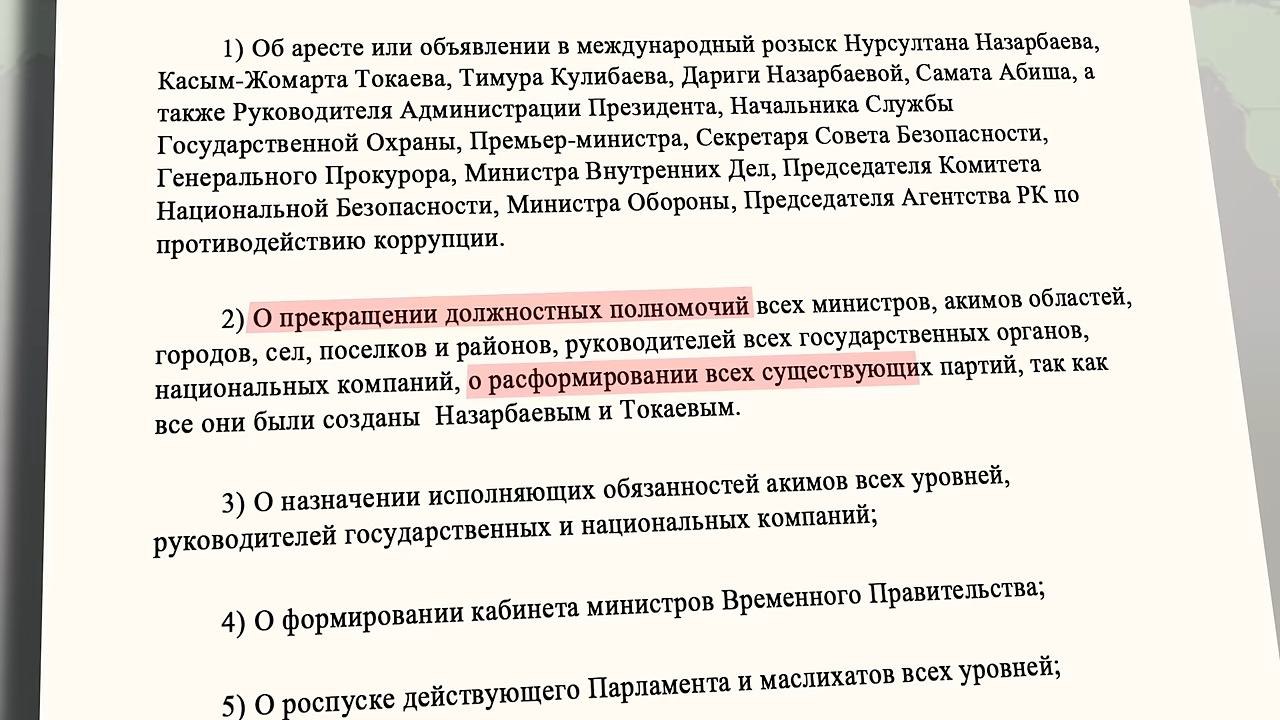 1) Об аресте или объявлении в международный розыск Нурсултана Назарбаева,
Касым-Жомарта Токаева, Тимура Кулибаева, Дариги Назарбаевой, Самата Абиша, а
также Руководителя Администрации Президента, Начальника Службы
Государственной Охраны, Премьер-министра, Секретаря Совета Безопасности,
Генерального Прокурора, Министра Внутренних Дел, Председателя Комитета
Национальной Безопасности, Министра Обороны, Председателя Агентства РК по
противодействию коррупции.
2) О прекращении должностных полномочий всех министров, акимов областей,
городов, сел, поселков и районов, руководителей всех государственных органов,
национальных компаний, о расформировании всех существующих партий, так как
все они были созданы Назарбаевым и Токаевым.
3) О назначении исполняющих обязанностей акимов всех уровней,
руководителей государственных и национальных компаний;
4) О формировании кабинета министров Временного Правительства;
5) О роспуске действующего Парламента и маслихатов всех уровней;